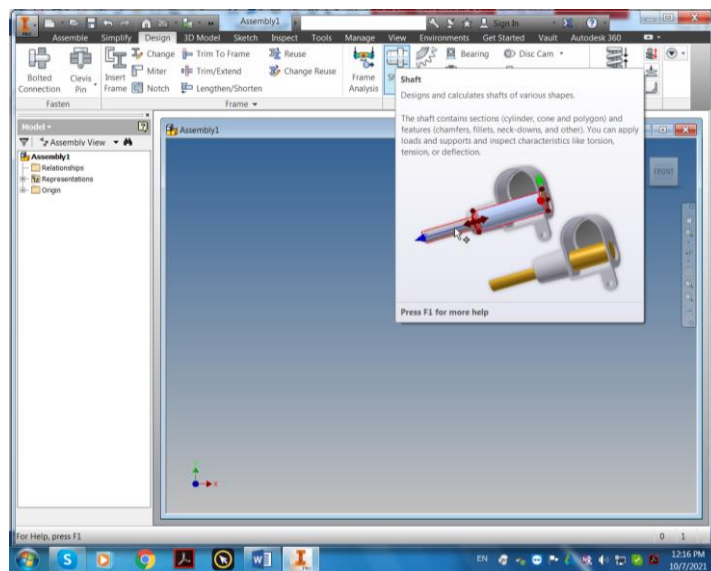 Assembly1
Sign In
Assemble Simplify Design 3D Model Sketch Inspect Tools Manage View Environments Get Started Vault Autodesk 360
Bolted Connection
Clevis Pin
Insert Frame
Change
Miter
Notch
Trim To Frame
Trim/Extend
Lengthen/Shorten
Reuse
Change Reuse
Frame Analysis
Bearing
Disc Cam
Fasten
Frame
Shaft
Designs and calculates shafts of various shapes.
The shaft contains sections (cylinder, cone and polygon) and
features (chamfers, fillets, neck-downs, and other). You can apply
loads and supports and inspect characteristics like torsion,
tension, or deflection.
Press F1 for more help
Model
Assembly View
Assembly1
Relationships
Representations
Origin
Assembly1
FRONT
X
For Help, press F1
0 1
EN
12:16 PM
10/7/2021